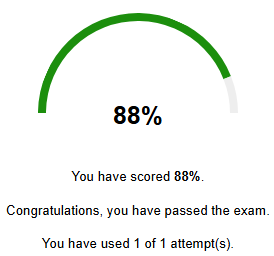 88%
You have scored 88%.
Congratulations, you have passed the exam.
You have used 1 of 1 attempt(s).